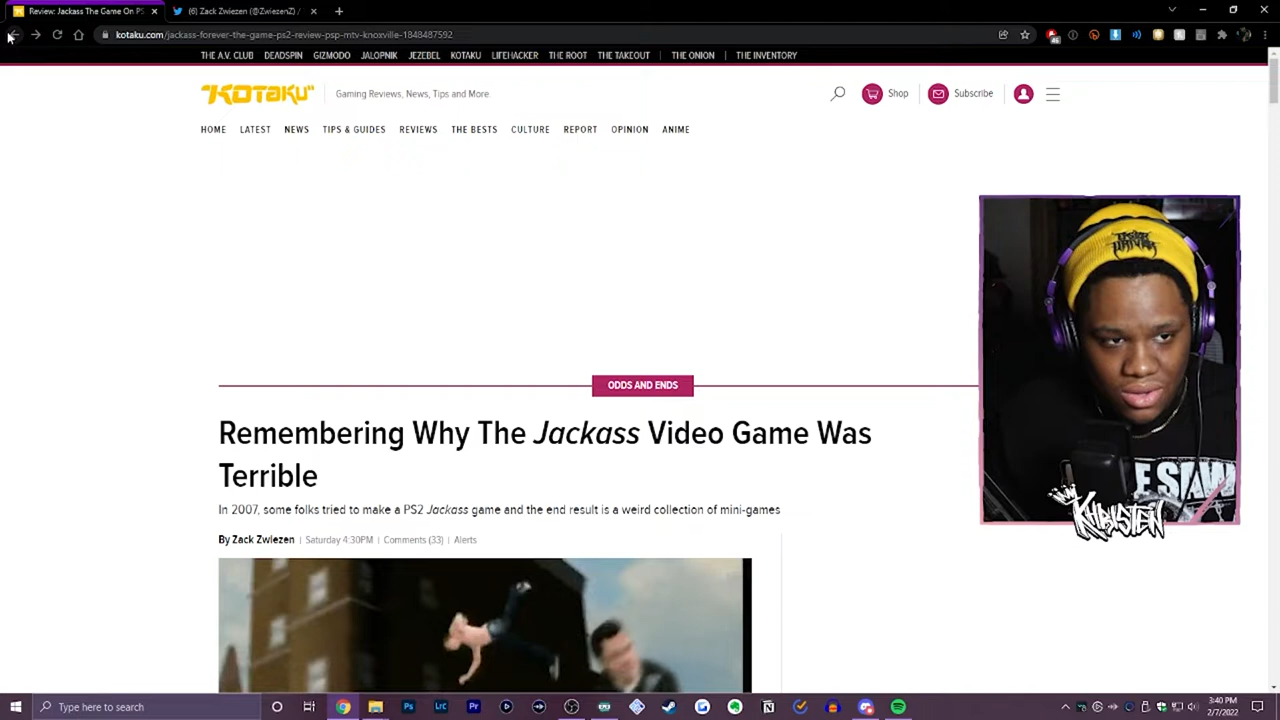 Review: Jackass The Game On PS
(6) Zack Zwiezen (@ZwiezenZ) /
kotaku.com/jackass-forever-the-game-ps2-review-psp-mtv-knoxville-1848487592
THE A.V. CLUB DEADSPIN GIZMODO JALOPNIK JEZEBEL KOTAKU LIFEHACKER THE ROOT THE TAKEOUT THE ONION THE INVENTORY
KOTAKU Gaming Reviews, News, Tips and More. Shop Subscribe
HOME LATEST NEWS TIPS & GUIDES REVIEWS THE BESTS CULTURE REPORT OPINION ANIME
ODDS AND ENDS
Remembering Why The Jackass Video Game Was
Terrible
In 2007, some folks tried to make a PS2 Jackass game and the end result is a weird collection of mini-games
By Zack Zwiezen Saturday 4:30PM Comments (33) Alerts
E SAW
KHRISTEN
Type here to search
3:40 PM
2/7/2022